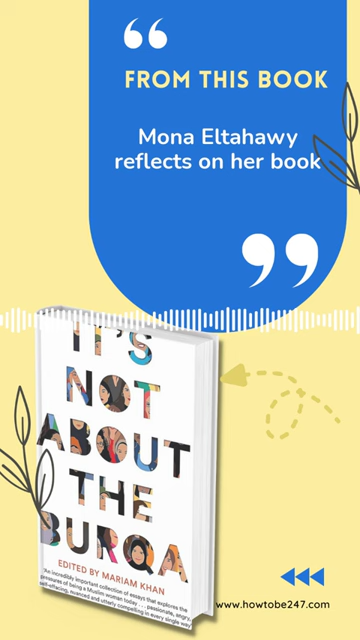 FROM THIS BOOK
Mona Eltahawy
reflects on her book
IT'S
NOT
ABOUT
THE
BURQA
EDITED BY MARIAM KHAN
'An incredibly important collection of essays that explores the
pressures of being a Muslim woman today . . . passionate, angry,
self-effacing, nuanced and utterly compelling in every single way'
www.howtobe247.com